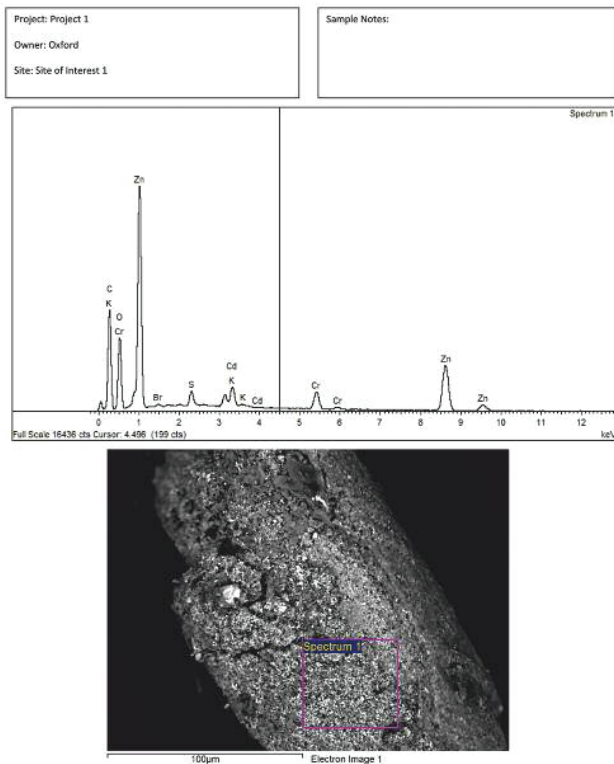 Project: Project 1
Owner: Oxford
Site: Site of Interest 1
Sample Notes:
Spectrum 1
Zn
C
K
O
Cr
Br
S
Cd
K
K
Cd
Cr
Cr
Zn
Zn
0 1 2 3 4 5 6 7 8 9 10 11 12
Full Scale 16436 cts Cursor: 4.496 (199 cts)
keV
Spectrum 1
100µm
Electron Image 1